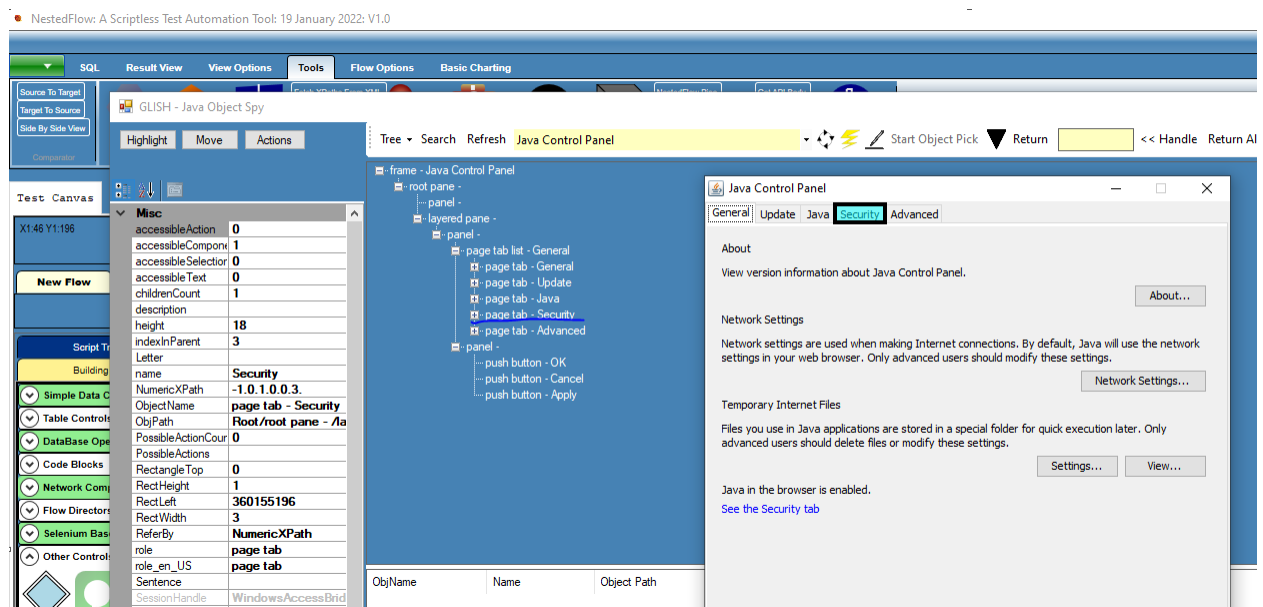 NestedFlow: A Scriptless Test Automation Tool: 19 January 2022: V1.0
SQL Result View View Options Tools Flow Options Basic Charting
Source To Target
Target To Source
Side By Side View
Comparator
Test Canvas
X1:46 Y1:196
New Flow
Script Tr
Building
Simple Data C
Table Controls
DataBase Ope
Code Blocks
Network Comp
Flow Directors
Selenium Bas
Other Controls
GLISH - Java Object Spy
Highlight Move Actions
Misc
accessibleAction 0
accessibleCompone 1
accessibleSelection 0
accessibleText 0
childrenCount 1
description
height 18
indexInParent 3
Letter
name Security
NumericXPath -1.0.1.0.0.3.
ObjectName page tab - Security
ObjPath Root/root pane - /la
PossibleActionCour 0
PossibleActions
RectangleTop 0
RectHeight 1
RectLeft 360155196
RectWidth 3
ReferBy NumericXPath
role page tab
role_en_US page tab
Sentence
SessionHandle WindowsAccessBrid
Tree Search Refresh Java Control Panel Start Object Pick Return << Handle Return Al
frame - Java Control Panel
root pane -
panel -
layered pane -
panel -
page tab list - General
page tab - General
page tab - Update
page tab - Java
page tab - Security
page tab - Advanced
panel -
push button - OK
push button - Cancel
push button - Apply
ObjName Name Object Path
Java Control Panel
General Update Java Security Advanced
About
View version information about Java Control Panel.
About...
Network Settings
Network settings are used when making Internet connections. By default, Java will use the network
settings in your web browser. Only advanced users should modify these settings.
Network Settings...
Temporary Internet Files
Files you use in Java applications are stored in a special folder for quick execution later. Only
advanced users should delete files or modify these settings.
Settings... View...
Java in the browser is enabled.
See the Security tab